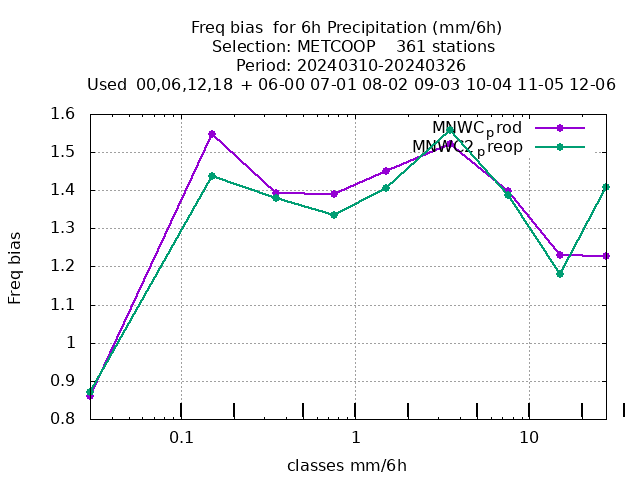 Freq bias  for 6h Precipitation (mm/6h)
Selection: METCOOP    361 stations
Period: 20240310-20240326
Used  00,06,12,18  + 06-00 07-01 08-02 09-03 10-04 11-05 12-06
1.6
1.5
1.4
1.3
1.2
1.1
1
0.9
0.8
Freq bias
MNWCprod
MNWC2preop
0.1
1
10
classes mm/6h